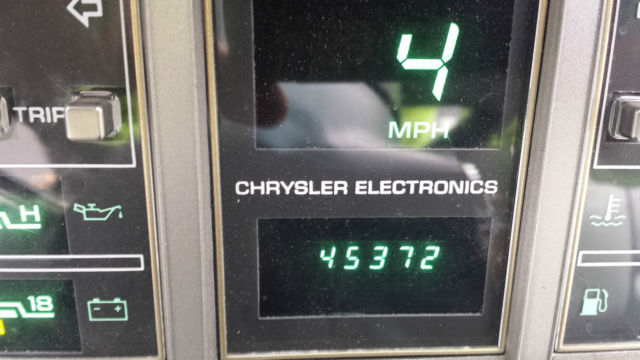 4
MPH
TRIP
CHRYSLER ELECTRONICS
H
45372
18